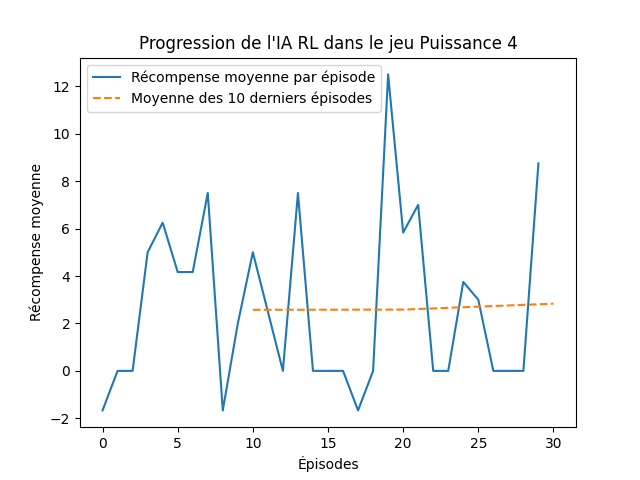 Progression de l'IA RL dans le jeu Puissance 4
Récompense moyenne par épisode
Moyenne des 10 derniers épisodes
12
10
8
6
4
2
0
−2
Récompense moyenne
0 5 10 15 20 25 30
Épisodes